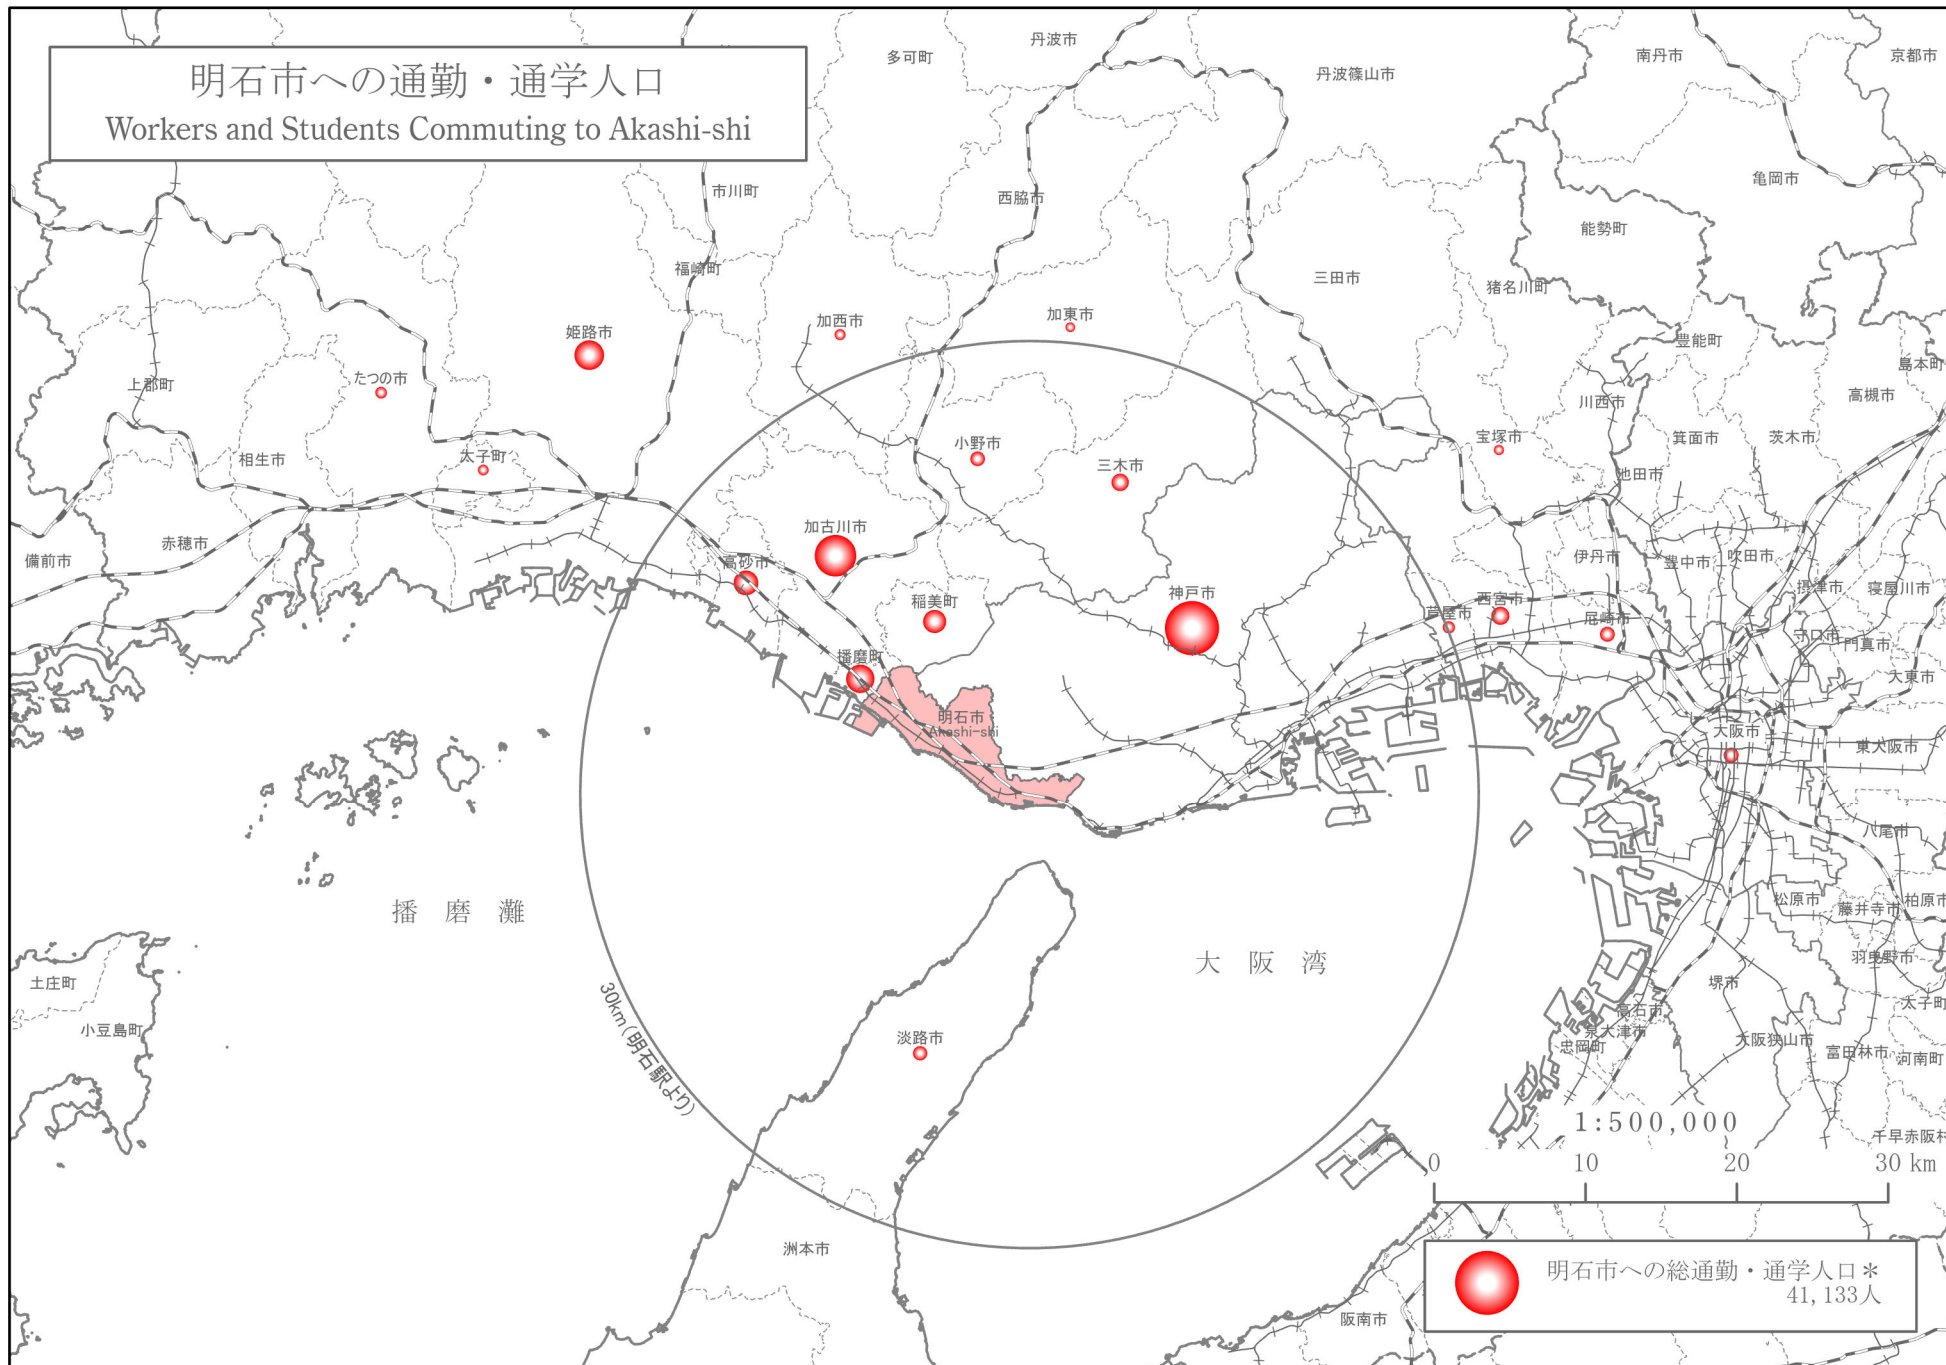 明石市への通勤・通学人口
Workers and Students Commuting to Akashi-shi
丹波市
多可町
丹波篠山市
南丹市
京都市
市川町
西脇市
亀岡市
能勢町
福崎町
三田市
猪名川町
姫路市
加西市
加東市
豊能町
島本町
上郡町
たつの市
川西市
高槻市
相生市
太子町
小野市
三木市
宝塚市
箕面市
茨木市
池田市
備前市
赤穂市
加古川市
高砂市
伊丹市
豊中市
吹田市
摂津市
寝屋川市
稲美町
神戸市
芦屋市
西宮市
尼崎市
守口市
門真市
播磨町
大東市
明石市
Akashi-shi
大阪市
東大阪市
八尾市
播磨灘
松原市
藤井寺市
柏原市
大阪湾
羽曳野市
土庄町
堺市
太子町
小豆島町
高石市
泉大津市
忠岡町
大阪狭山市
富田林市
河南町
淡路市
30km(明石駅より)
1:500,000
千早赤阪村
0 10 20 30 km
洲本市
阪南市
明石市への総通勤・通学人口＊
41,133人